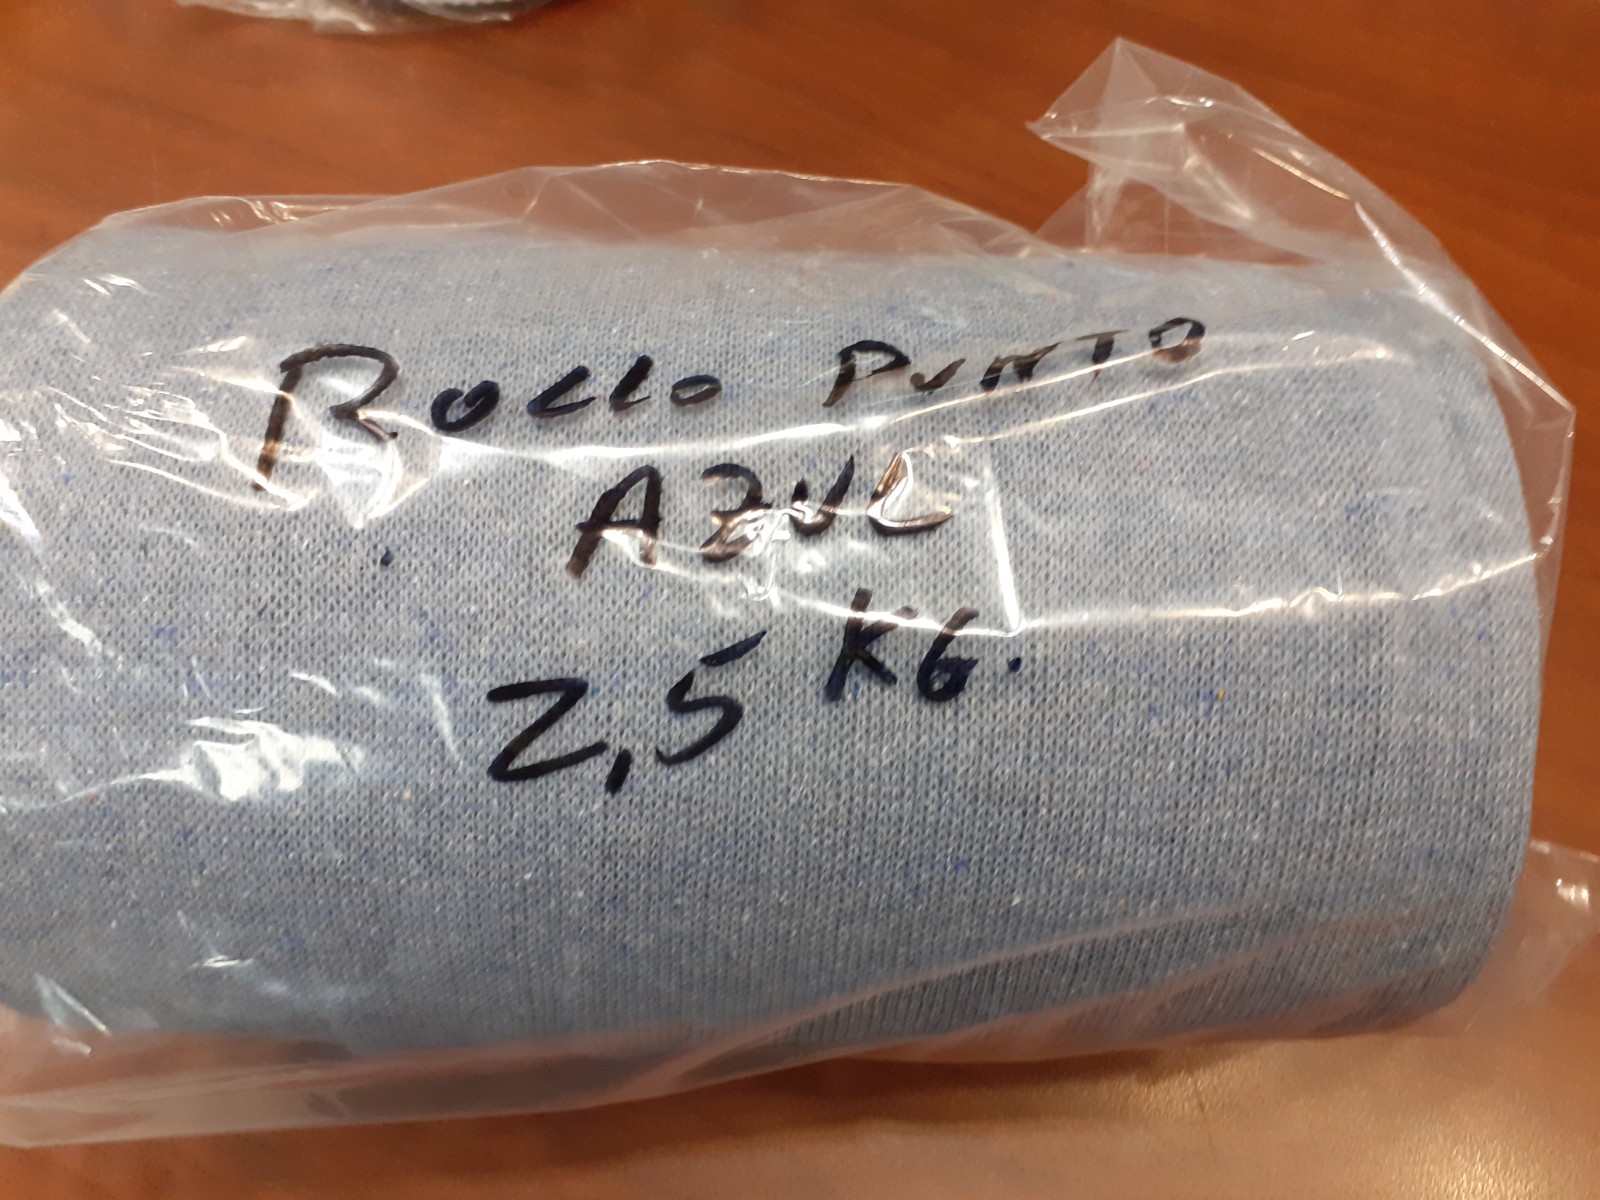 ROLLO PUNTO
AZUL
2,5 KG.